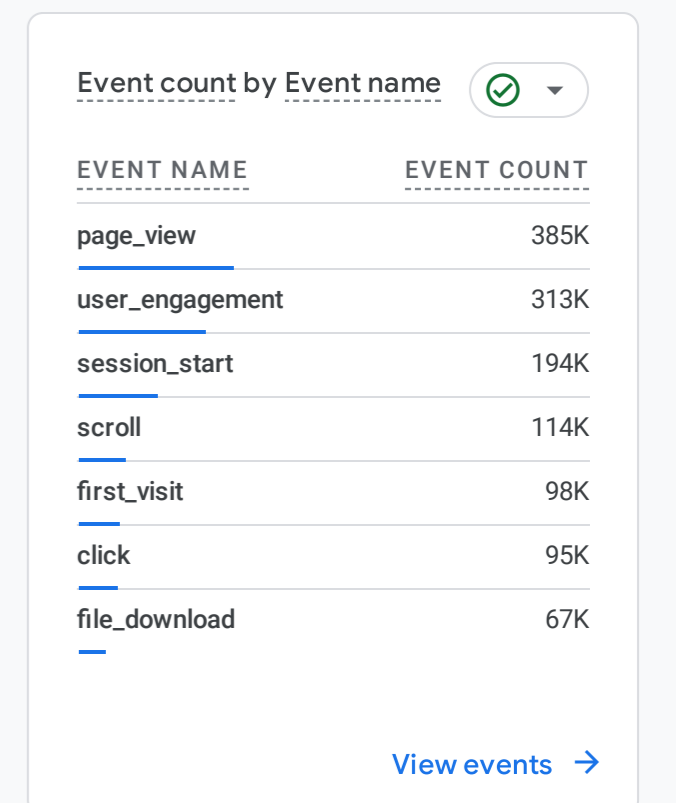 Event count by Event name
EVENT NAME EVENT COUNT
page_view 385K
user_engagement 313K
session_start 194K
scroll 114K
first_visit 98K
click 95K
file_download 67K
View events